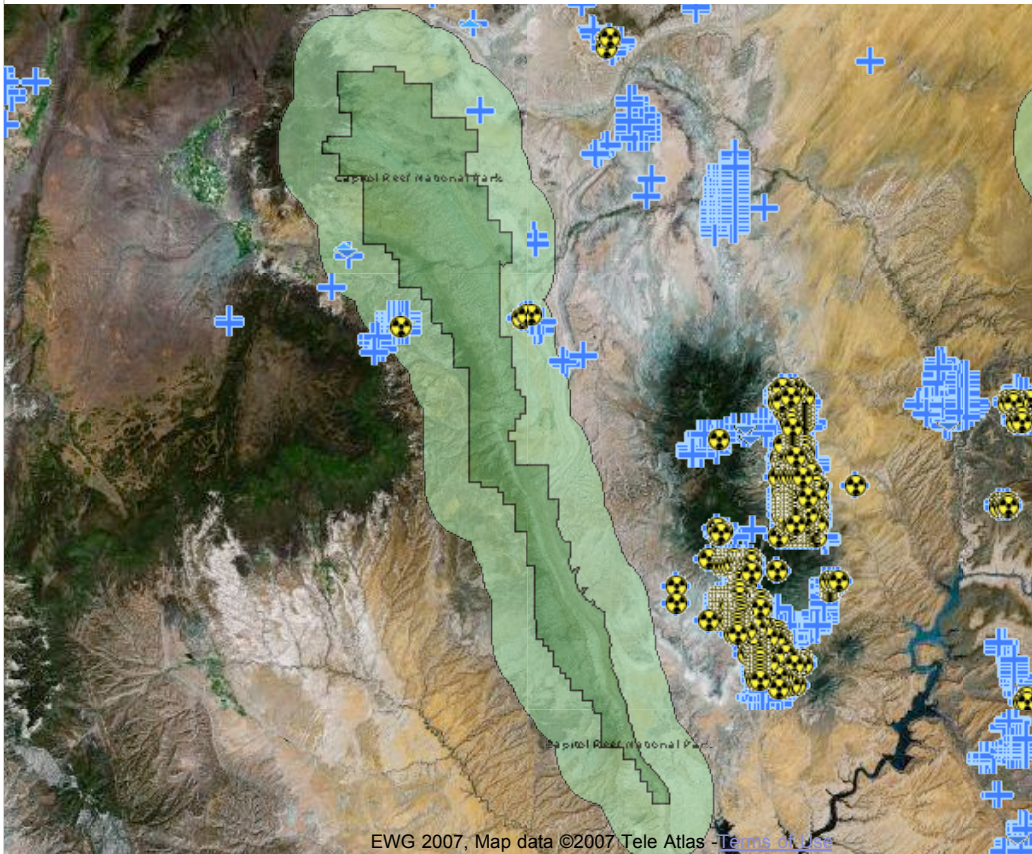 Capitol Reef National Park
Capitol Reef National Park
EWG 2007, Map data ©2007 Tele Atlas - Terms of Use